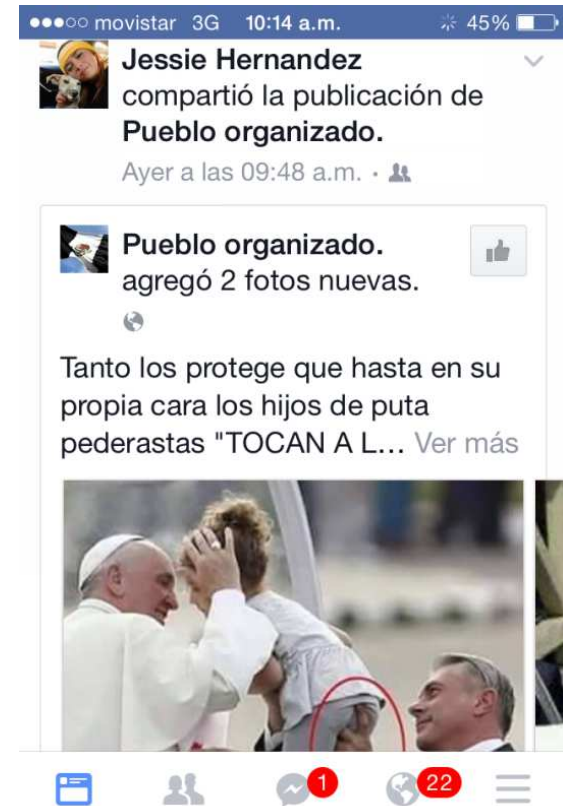 movistar 3G 10:14 a.m. 45%
Jessie Hernandez
compartió la publicación de
Pueblo organizado.
Ayer a las 09:48 a.m. ·
Pueblo organizado.
agregó 2 fotos nuevas.
Tanto los protege que hasta en su
propia cara los hijos de puta
pederastas "TOCAN A L... Ver más
1 22